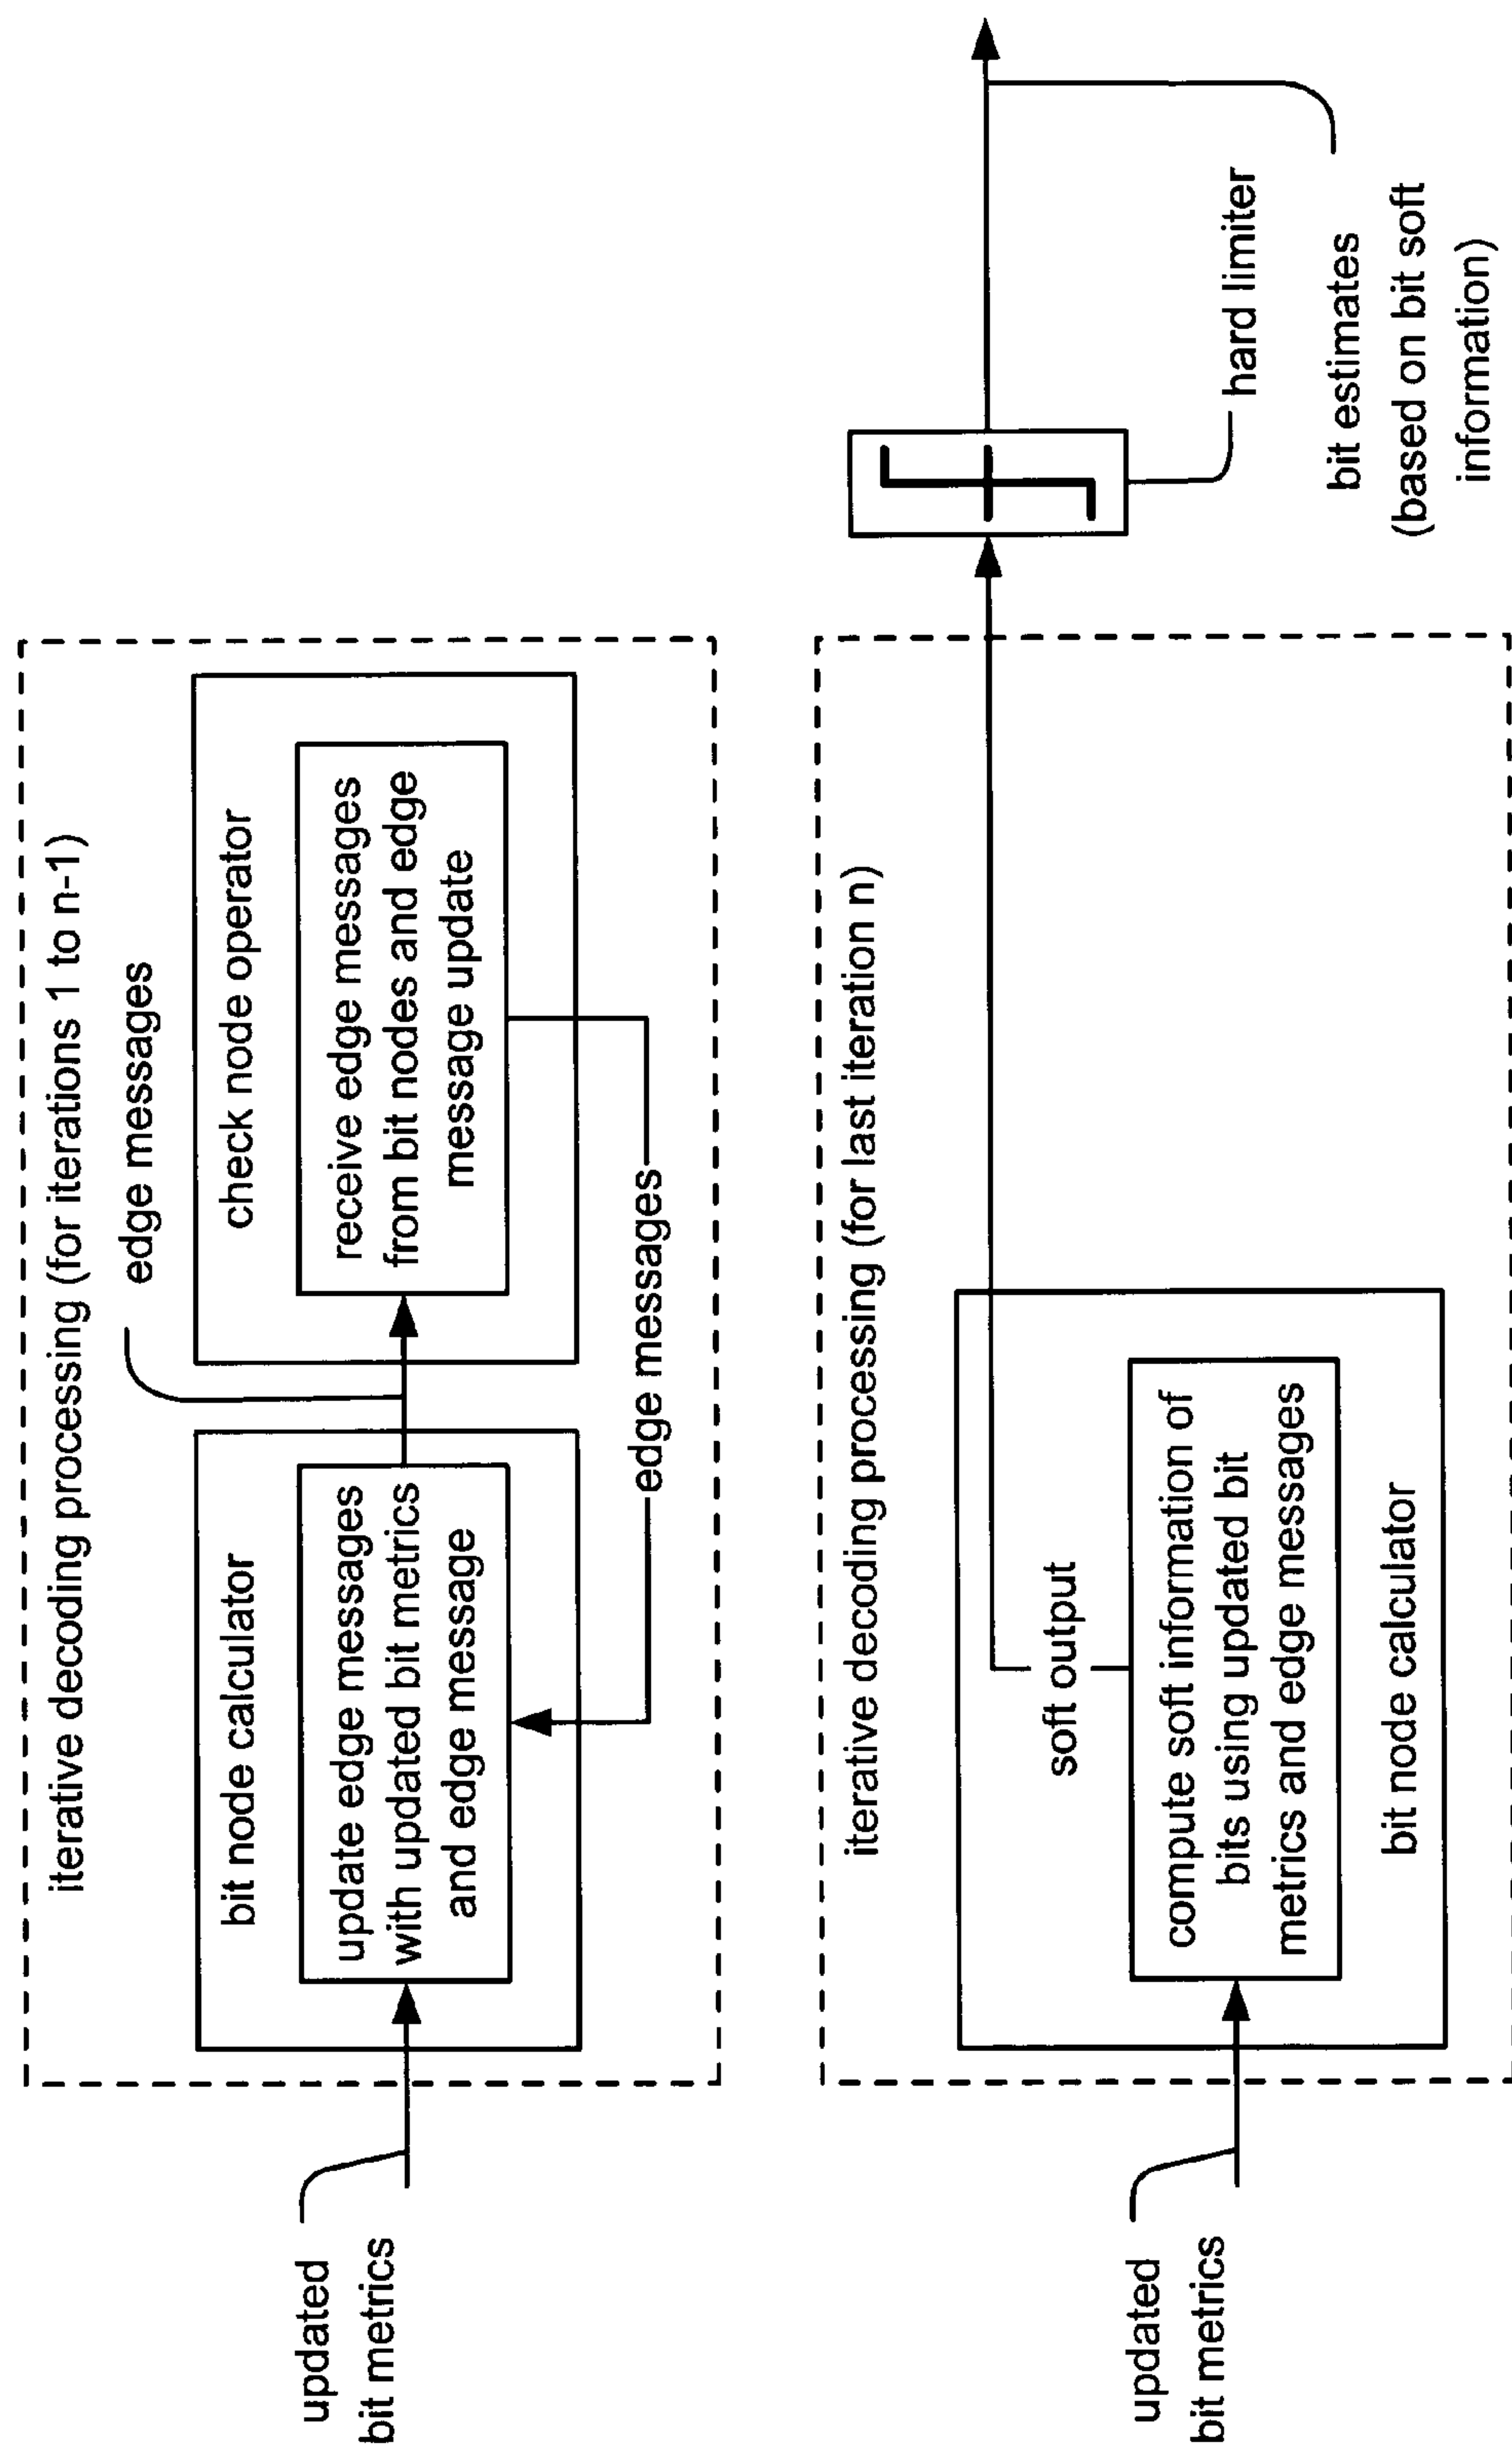 iterative decoding processing (for iterations 1 to n-1)
edge messages
bit node calculator
update edge messages
with updated bit metrics
and edge message
check node operator
receive edge messages
from bit nodes and edge
message update
edge messages
updated
bit metrics
iterative decoding processing (for last iteration n)
soft output
compute soft information of
bits using updated bit
metrics and edge messages
bit node calculator
updated
bit metrics
hard limiter
bit estimates
(based on bit soft
information)